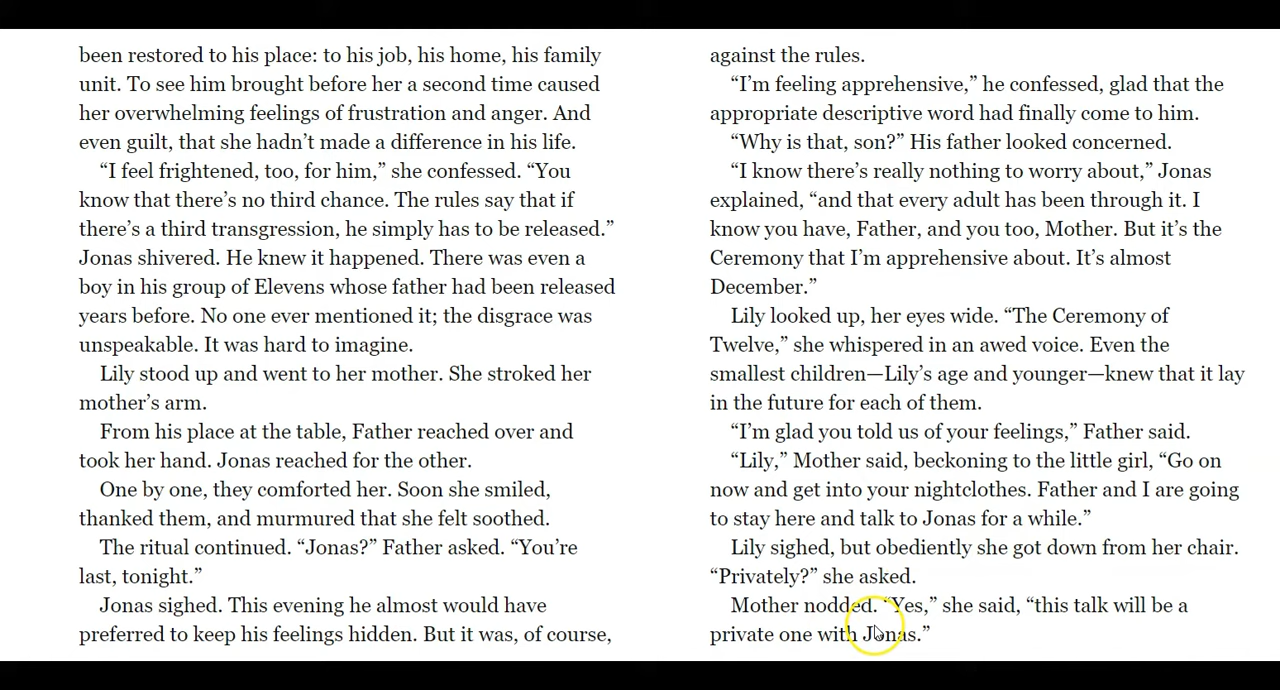 been restored to his place: to his job, his home, his family
unit. To see him brought before her a second time caused
her overwhelming feelings of frustration and anger. And
even guilt, that she hadn’t made a difference in his life.
“I feel frightened, too, for him,” she confessed. “You
know that there’s no third chance. The rules say that if
there’s a third transgression, he simply has to be released.”
Jonas shivered. He knew it happened. There was even a
boy in his group of Elevens whose father had been released
years before. No one ever mentioned it; the disgrace was
unspeakable. It was hard to imagine.
Lily stood up and went to her mother. She stroked her
mother’s arm.
From his place at the table, Father reached over and
took her hand. Jonas reached for the other.
One by one, they comforted her. Soon she smiled,
thanked them, and murmured that she felt soothed.
The ritual continued. “Jonas?” Father asked. “You’re
last, tonight.”
Jonas sighed. This evening he almost would have
preferred to keep his feelings hidden. But it was, of course,
against the rules.
“I’m feeling apprehensive,” he confessed, glad that the
appropriate descriptive word had finally come to him.
“Why is that, son?” His father looked concerned.
“I know there’s really nothing to worry about,” Jonas
explained, “and that every adult has been through it. I
know you have, Father, and you too, Mother. But it’s the
Ceremony that I’m apprehensive about. It’s almost
December.”
Lily looked up, her eyes wide. “The Ceremony of
Twelve,” she whispered in an awed voice. Even the
smallest children—Lily’s age and younger—knew that it lay
in the future for each of them.
“I’m glad you told us of your feelings,” Father said.
“Lily,” Mother said, beckoning to the little girl, “Go on
now and get into your nightclothes. Father and I are going
to stay here and talk to Jonas for a while.”
Lily sighed, but obediently she got down from her chair.
“Privately?” she asked.
Mother nodded. “Yes,” she said, “this talk will be a
private one with Jonas.”